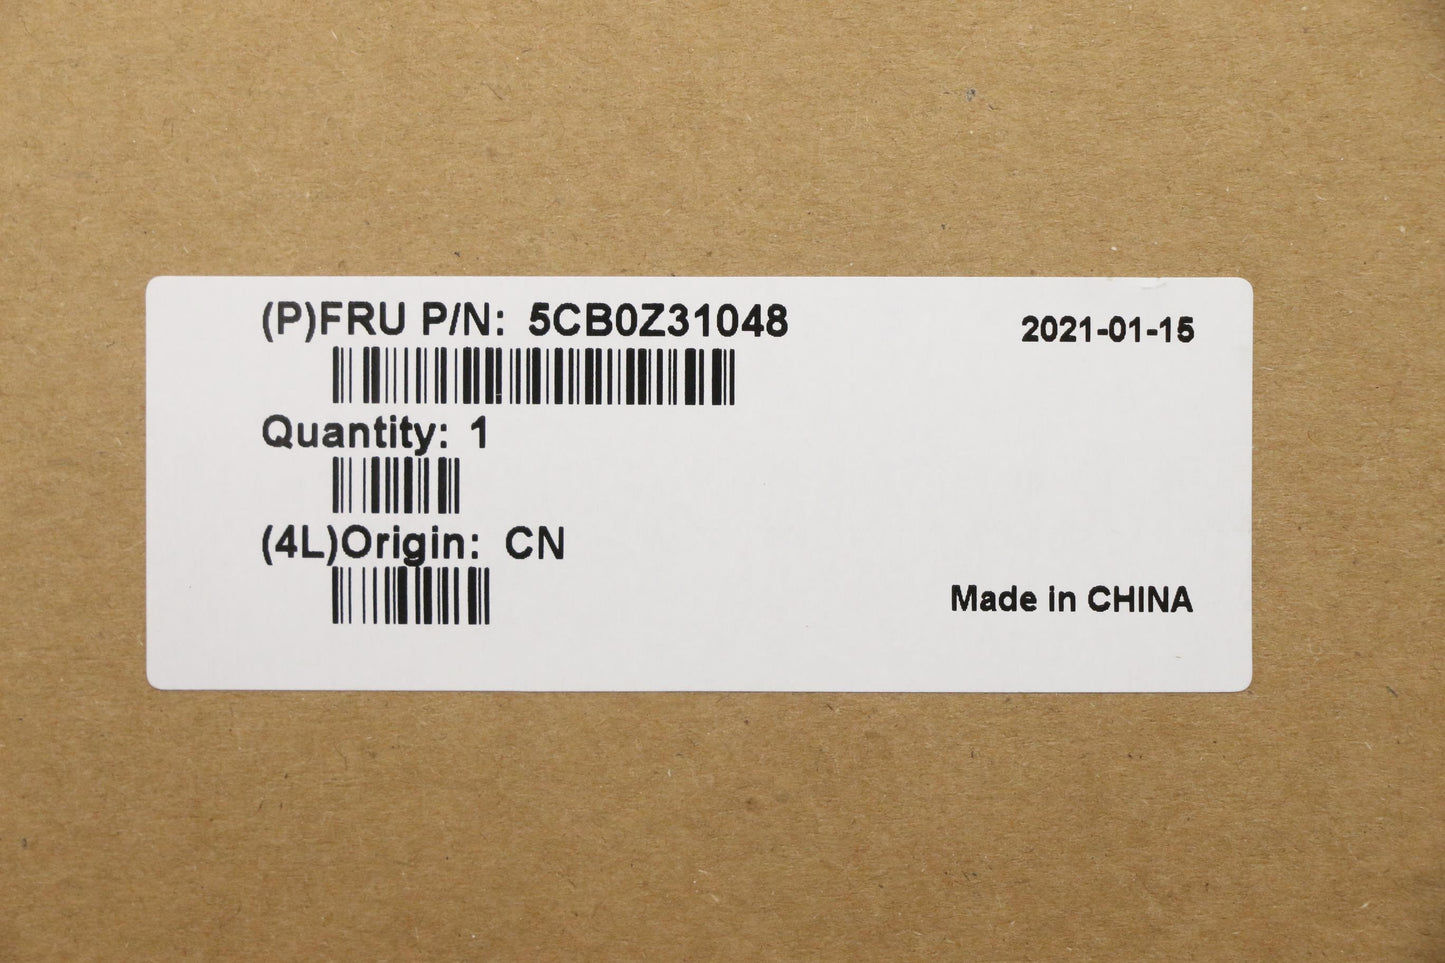 (P)FRU P/N: 5CB0Z31048
2021-01-15
Quantity: 1
(4L)Origin: CN
Made in CHINA